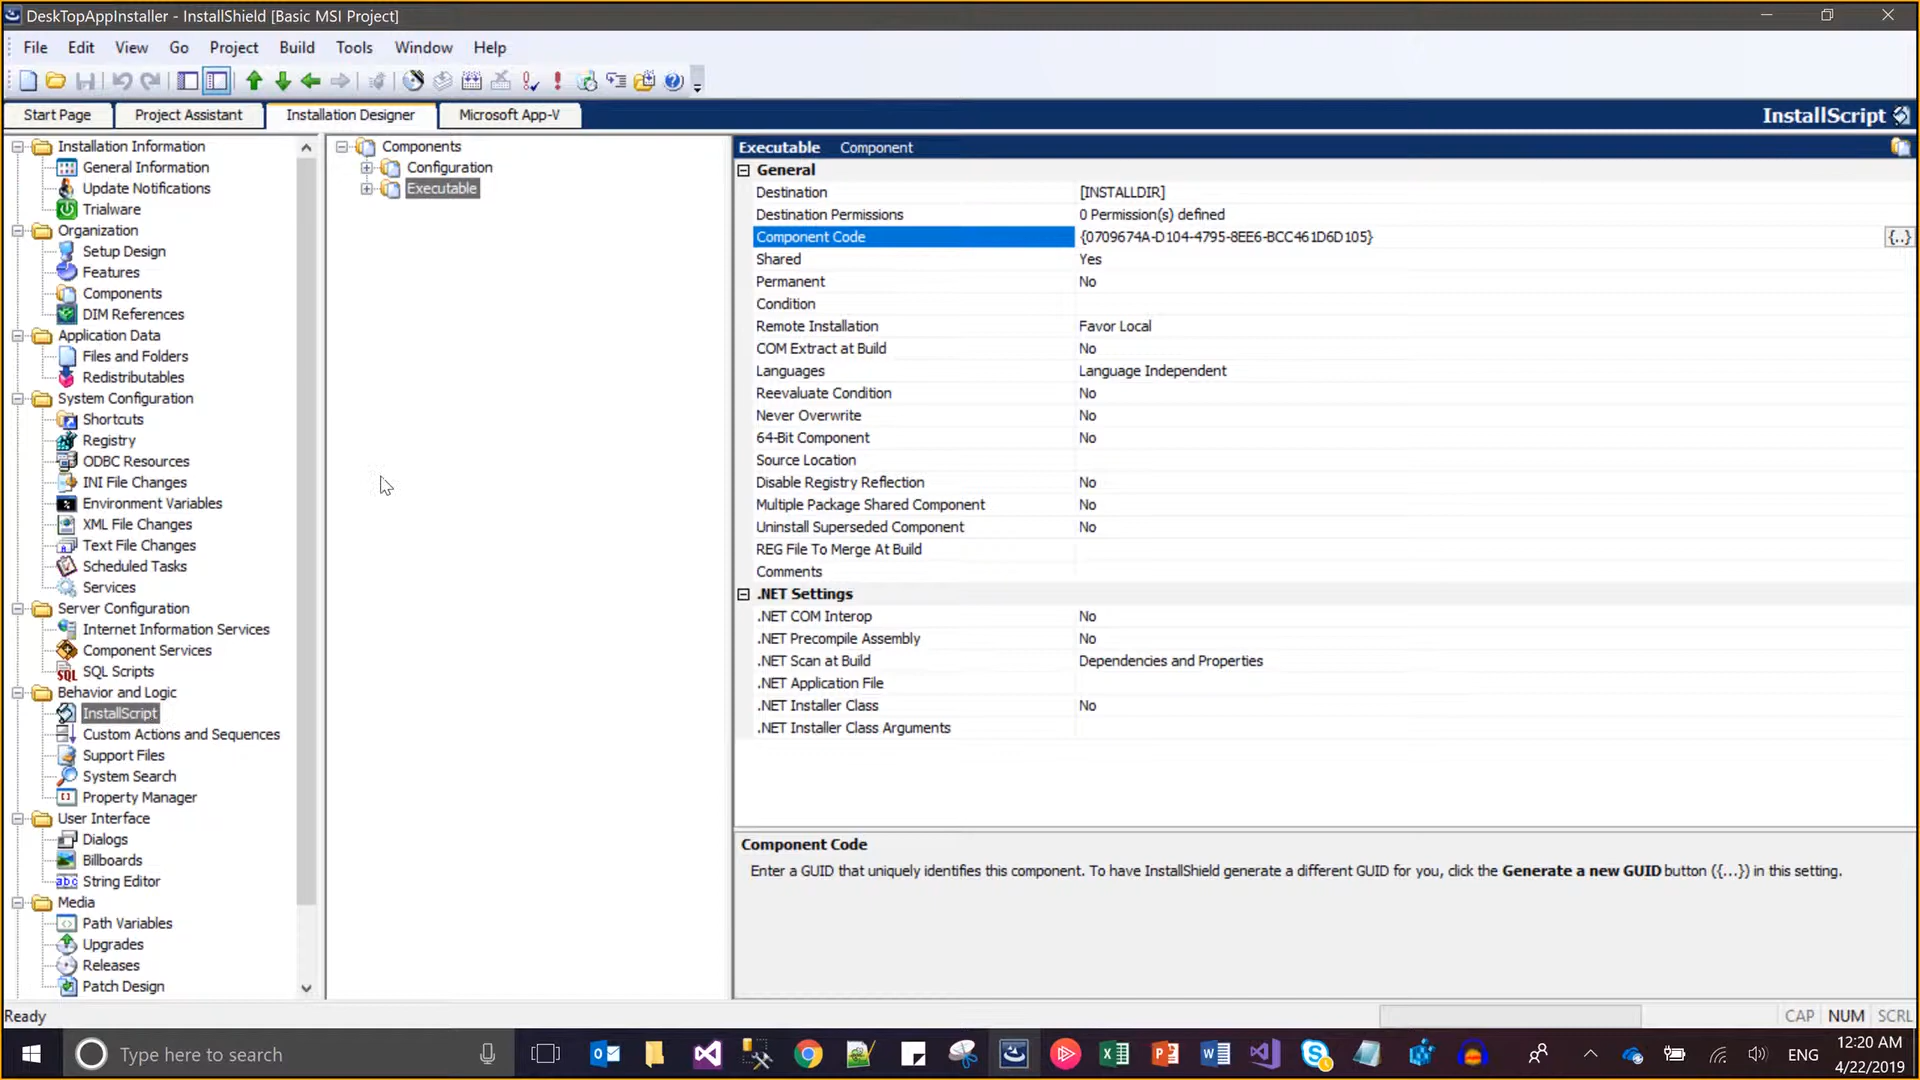 DeskTopAppInstaller - InstallShield [Basic MSI Project]
File Edit View Go Project Build Tools Window Help
Start Page Project Assistant Installation Designer Microsoft App-V InstallScript
Installation Information
General Information
Update Notifications
Trialware
Organization
Setup Design
Features
Components
DIM References
Application Data
Files and Folders
Redistributables
System Configuration
Shortcuts
Registry
ODBC Resources
INI File Changes
Environment Variables
XML File Changes
Text File Changes
Scheduled Tasks
Services
Server Configuration
Internet Information Services
Component Services
SQL Scripts
Behavior and Logic
InstallScript
Custom Actions and Sequences
Support Files
System Search
Property Manager
User Interface
Dialogs
Billboards
String Editor
Media
Path Variables
Upgrades
Releases
Patch Design
Components
Configuration
Executable
Executable Component
General
Destination [INSTALLDIR]
Destination Permissions 0 Permission(s) defined
Component Code {0709674A-D104-4795-8EE6-BCC461D6D105} {..}
Shared Yes
Permanent No
Condition
Remote Installation Favor Local
COM Extract at Build No
Languages Language Independent
Reevaluate Condition No
Never Overwrite No
64-Bit Component No
Source Location
Disable Registry Reflection No
Multiple Package Shared Component No
Uninstall Superseded Component No
REG File To Merge At Build
Comments
.NET Settings
.NET COM Interop No
.NET Precompile Assembly No
.NET Scan at Build Dependencies and Properties
.NET Application File
.NET Installer Class No
.NET Installer Class Arguments
Component Code
Enter a GUID that uniquely identifies this component. To have InstallShield generate a different GUID for you, click the Generate a new GUID button ({...}) in this setting.
Ready CAP NUM SCRL
Type here to search
ENG
12:20 AM
4/22/2019